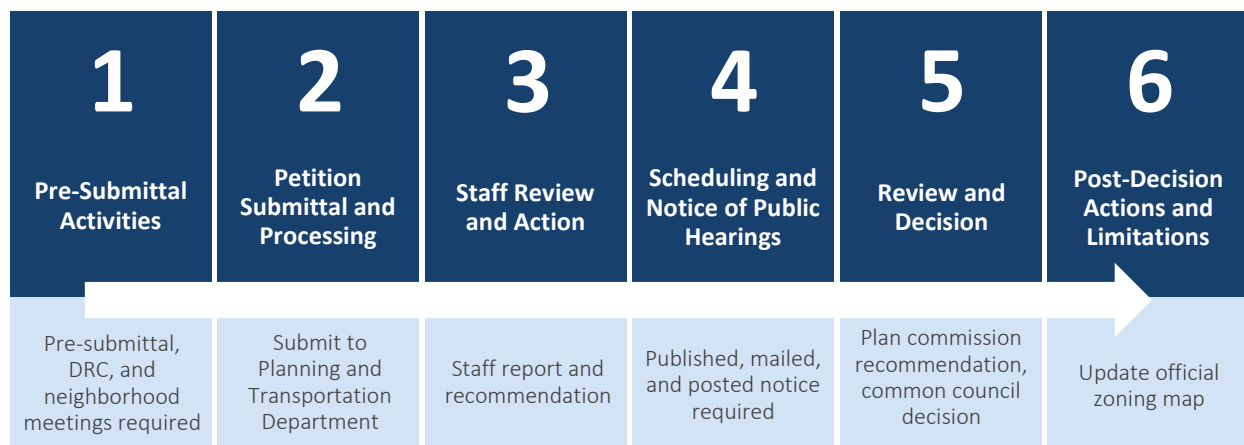 1
Pre-Submittal
Activities
Pre-submittal,
DRC, and
neighborhood
meetings required
2
Petition
Submittal and
Processing
Submit to
Planning and
Transportation
Department
3
Staff Review
and Action
Staff report and
recommendation
4
Scheduling and
Notice of Public
Hearings
Published, mailed,
and posted notice
required
5
Review and
Decision
Plan commission
recommendation,
common council
decision
6
Post-Decision
Actions and
Limitations
Update official
zoning map